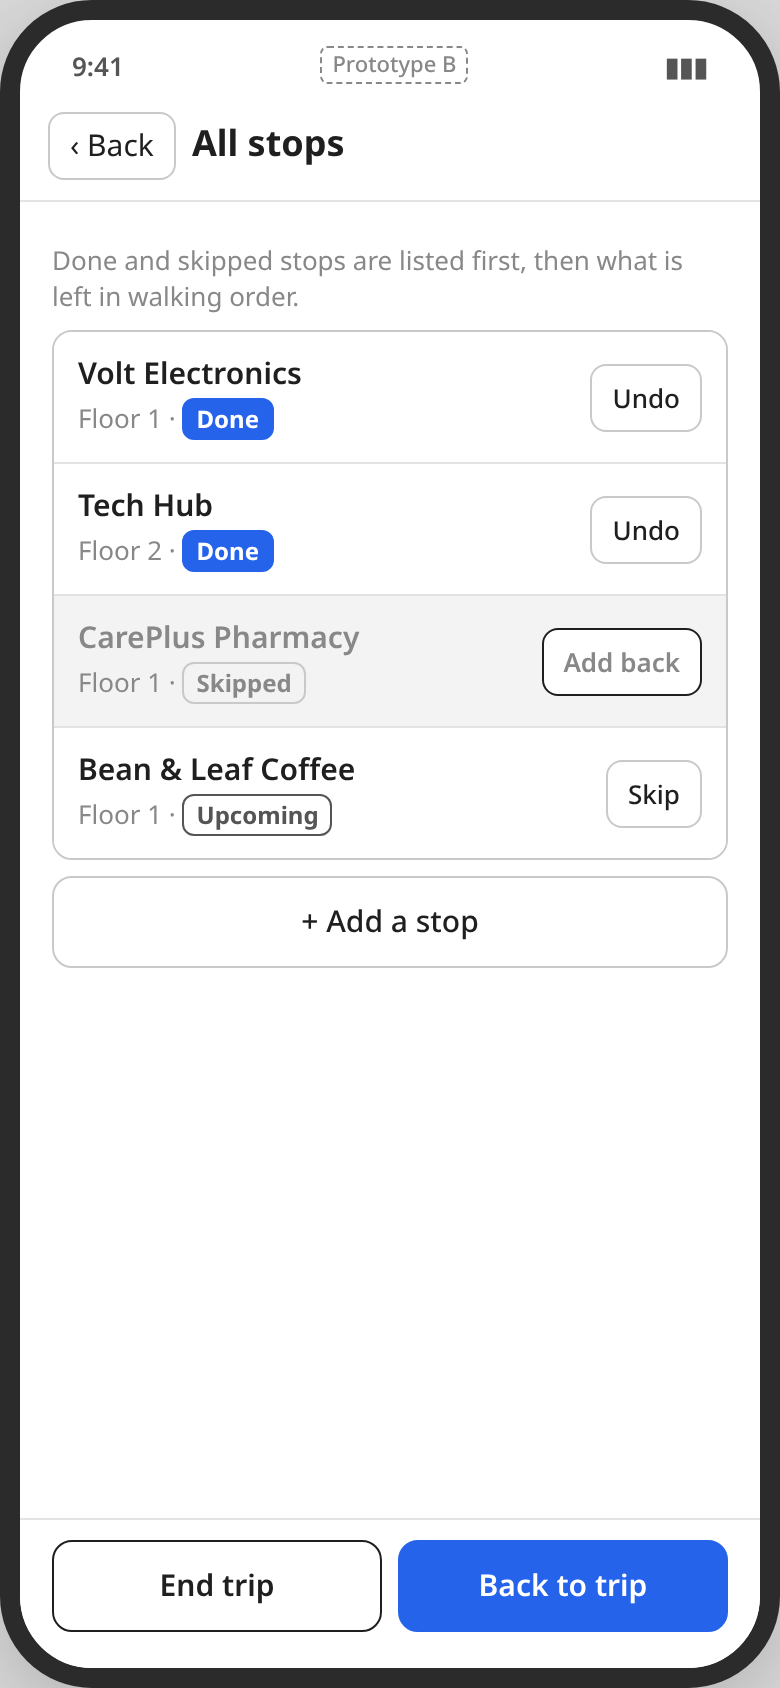 9:41
Prototype B
‹ Back
All stops
Done and skipped stops are listed first, then what is
left in walking order.
Volt Electronics
Floor 1 · Done
Undo
Tech Hub
Floor 2 · Done
Undo
CarePlus Pharmacy
Floor 1 · Skipped
Add back
Bean & Leaf Coffee
Floor 1 · Upcoming
Skip
+ Add a stop
End trip
Back to trip